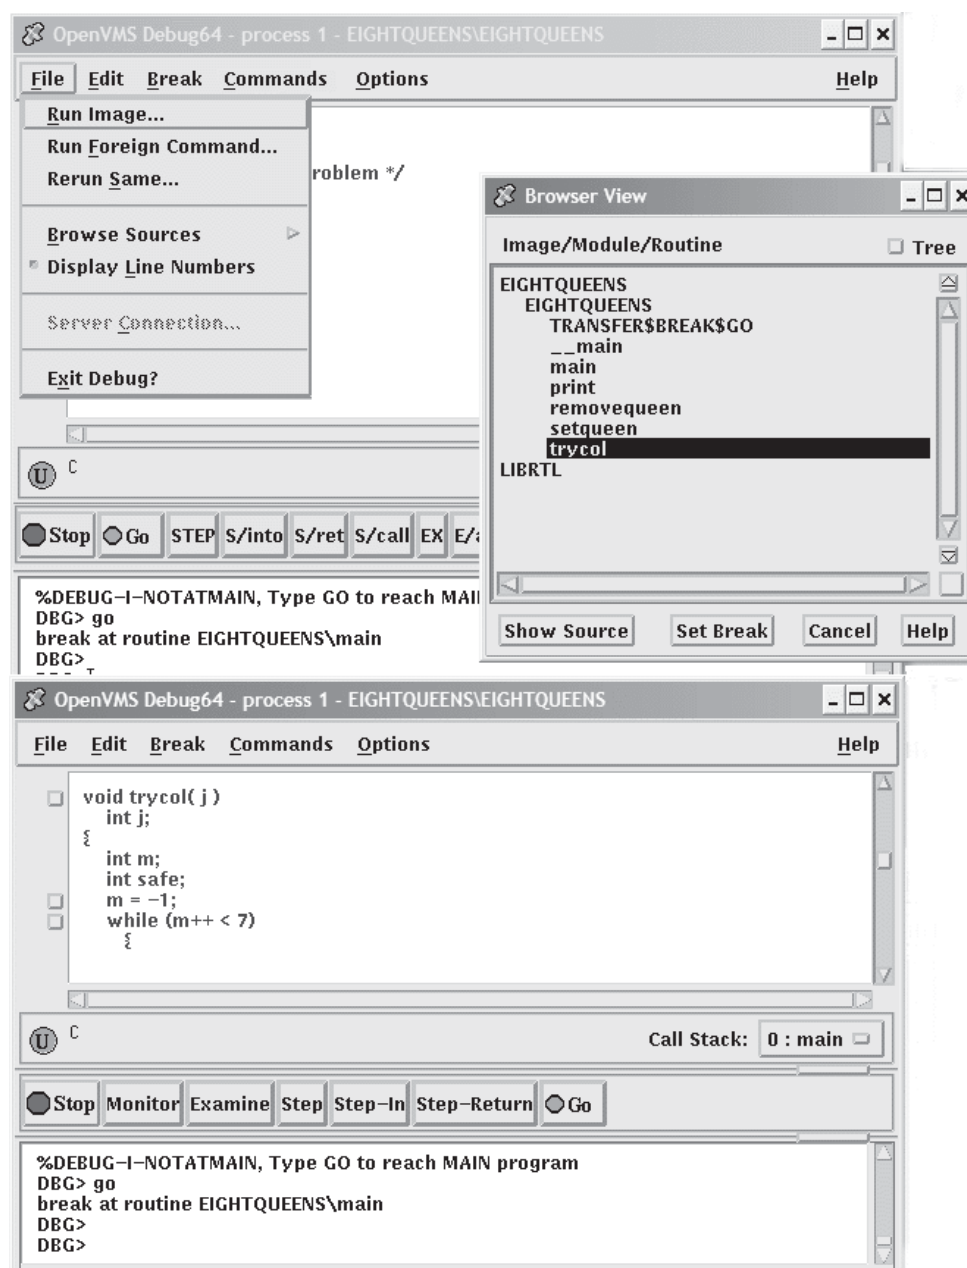 OpenVMS Debug64 - process 1 - EIGHTQUEENS\EIGHTQUEENS
File Edit Break Commands Options Help
Run Image...
Run Foreign Command...
roblem */
Rerun Same...
Browse Sources
Display Line Numbers
Server Connection...
Exit Debug?
Browser View
Image/Module/Routine Tree
EIGHTQUEENS
EIGHTQUEENS
TRANSFER$BREAK$GO
__main
main
print
removequeen
setqueen
trycol
LIBRTL
Show Source Set Break Cancel Help
U C
Stop Go STEP S/into S/ret S/call EX E/
%DEBUG-I-NOTATMAIN, Type GO to reach MAI
DBG> go
break at routine EIGHTQUEENS\main
DBG>
OpenVMS Debug64 - process 1 - EIGHTQUEENS\EIGHTQUEENS
File Edit Break Commands Options Help
void trycol( j )
int j;
{
int m;
int safe;
m = -1;
while (m++ < 7)
{
U C Call Stack: 0 : main
Stop Monitor Examine Step Step-In Step-Return Go
%DEBUG-I-NOTATMAIN, Type GO to reach MAIN program
DBG> go
break at routine EIGHTQUEENS\main
DBG>
DBG>